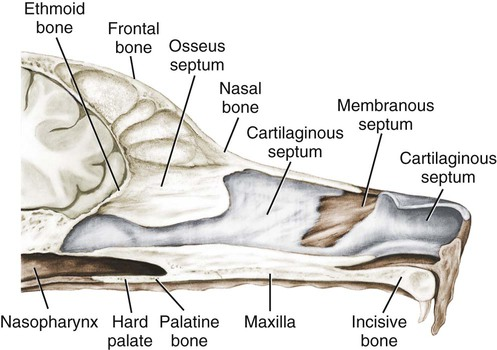 Ethmoid
bone
Frontal
bone
Osseus
septum
Nasal
bone
Cartilaginous
septum
Membranous
septum
Cartilaginous
septum
Nasopharynx
Hard
palate
Palatine
bone
Maxilla
Incisive
bone